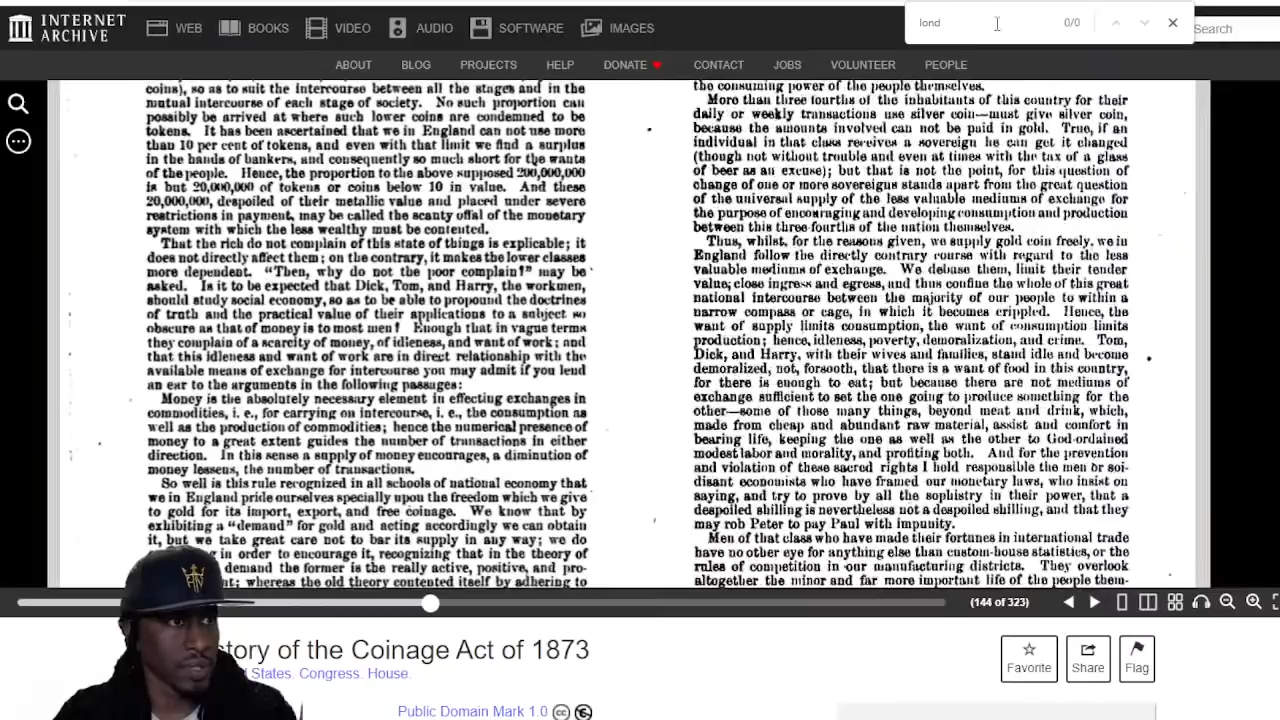 lond
0/0
INTERNET
ARCHIVE
WEB
BOOKS
VIDEO
AUDIO
SOFTWARE
IMAGES
Search
ABOUT
BLOG
PROJECTS
HELP
DONATE
CONTACT
JOBS
VOLUNTEER
PEOPLE
coins), so as to suit the intercourse between all the stages and in the
mutual intercourse of each stage of society. No such proportion can
possibly be arrived at where such lower coins are condemned to be
tokens. It has been ascertained that we in England can not use more
than 10 per cent of tokens, and even with that limit we find a surplus
in the hands of bankers, and consequently so much short for the wants
of the people. Hence, the proportion to the above supposed 200,000,000
is but 20,000,000 of tokens or coins below 10 in value. And these
20,000,000, despoiled of their metallic value and placed under severe
restrictions in payment, may be called the scanty offal of the monetary
system with which the less wealthy must be contented.
That the rich do not complain of this state of things is explicable; it
does not directly affect them; on the contrary, it makes the lower classes
more dependent. "Then, why do not the poor complain?" may be
asked. Is it to be expected that Dick, Tom, and Harry, the workmen,
should study social economy, so as to be able to propound the doctrines
of truth and the practical value of their applications to a subject so
obscure as that of money is to most men? Enough that in vague terms
they complain of a scarcity of money, of idleness, and want of work; and
that this idleness and want of work are in direct relationship with the
available means of exchange for intercourse you may admit if you lend
an ear to the arguments in the following passages:
Money is the absolutely necessary element in effecting exchanges in
commodities, i. e., for carrying on intercourse, i. e., the consumption as
well as the production of commodities; hence the numerical presence of
money to a great extent guides the number of transactions in either
direction. In this sense a supply of money encourages, a diminution of
money lessens, the number of transactions.
So well is this rule recognized in all schools of national economy that
we in England pride ourselves specially upon the freedom which we give
to gold for its import, export, and free coinage. We know that by
exhibiting a "demand" for gold and acting accordingly we can obtain
it, but we take great care not to bar its supply in any way; we do
in order to encourage it, recognizing that in the theory of
demand the former is the really active, positive, and pro-
nt; whereas the old theory contented itself by adhering to
the consuming power of the people themselves.
More than three fourths of the inhabitants of this country for their
daily or weekly transactions use silver coin—must give silver coin,
because the amounts involved can not be paid in gold. True, if an
individual in that class receives a sovereign he can get it changed
(though not without trouble and even at times with the tax of a glass
of beer as an excuse); but that is not the point, for this question of
change of one or more sovereigns stands apart from the great question
of the universal supply of the less valuable mediums of exchange for
the purpose of encouraging and developing consumption and production
between this three-fourths of the nation themselves.
Thus, whilst, for the reasons given, we supply gold coin freely, we in
England follow the directly contrary course with regard to the less
valuable mediums of exchange. We debase them, limit their tender
value, close ingress and egress, and thus confine the whole of this great
national intercourse between the majority of our people to within a
narrow compass or cage, in which it becomes crippled. Hence, the
want of supply limits consumption, the want of consumption limits
production; hence, idleness, poverty, demoralization, and crime. Tom,
Dick, and Harry, with their wives and families, stand idle and become
demoralized, not, forsooth, that there is a want of food in this country,
for there is enough to eat; but because there are not mediums of
exchange sufficient to set the one going to produce something for the
other—some of those many things, beyond meat and drink, which,
made from cheap and abundant raw material, assist and comfort in
bearing life, keeping the one as well as the other to God-ordained
modest labor and morality, and profiting both. And for the prevention
and violation of these sacred rights I hold responsible the men or soi-
disant economists who have framed our monetary laws, who insist on
saying, and try to prove by all the sophistry in their power, that a
despoiled shilling is nevertheless not a despoiled shilling, and that they
may rob Peter to pay Paul with impunity.
Men of that class who have made their fortunes in international trade
have no other eye for anything else than custom-house statistics, or the
rules of competition in our manufacturing districts. They overlook
altogether the minor and far more important life of the people them-
(144 of 323)
story of the Coinage Act of 1873
States. Congress. House.
Favorite
Share
Flag
Public Domain Mark 1.0